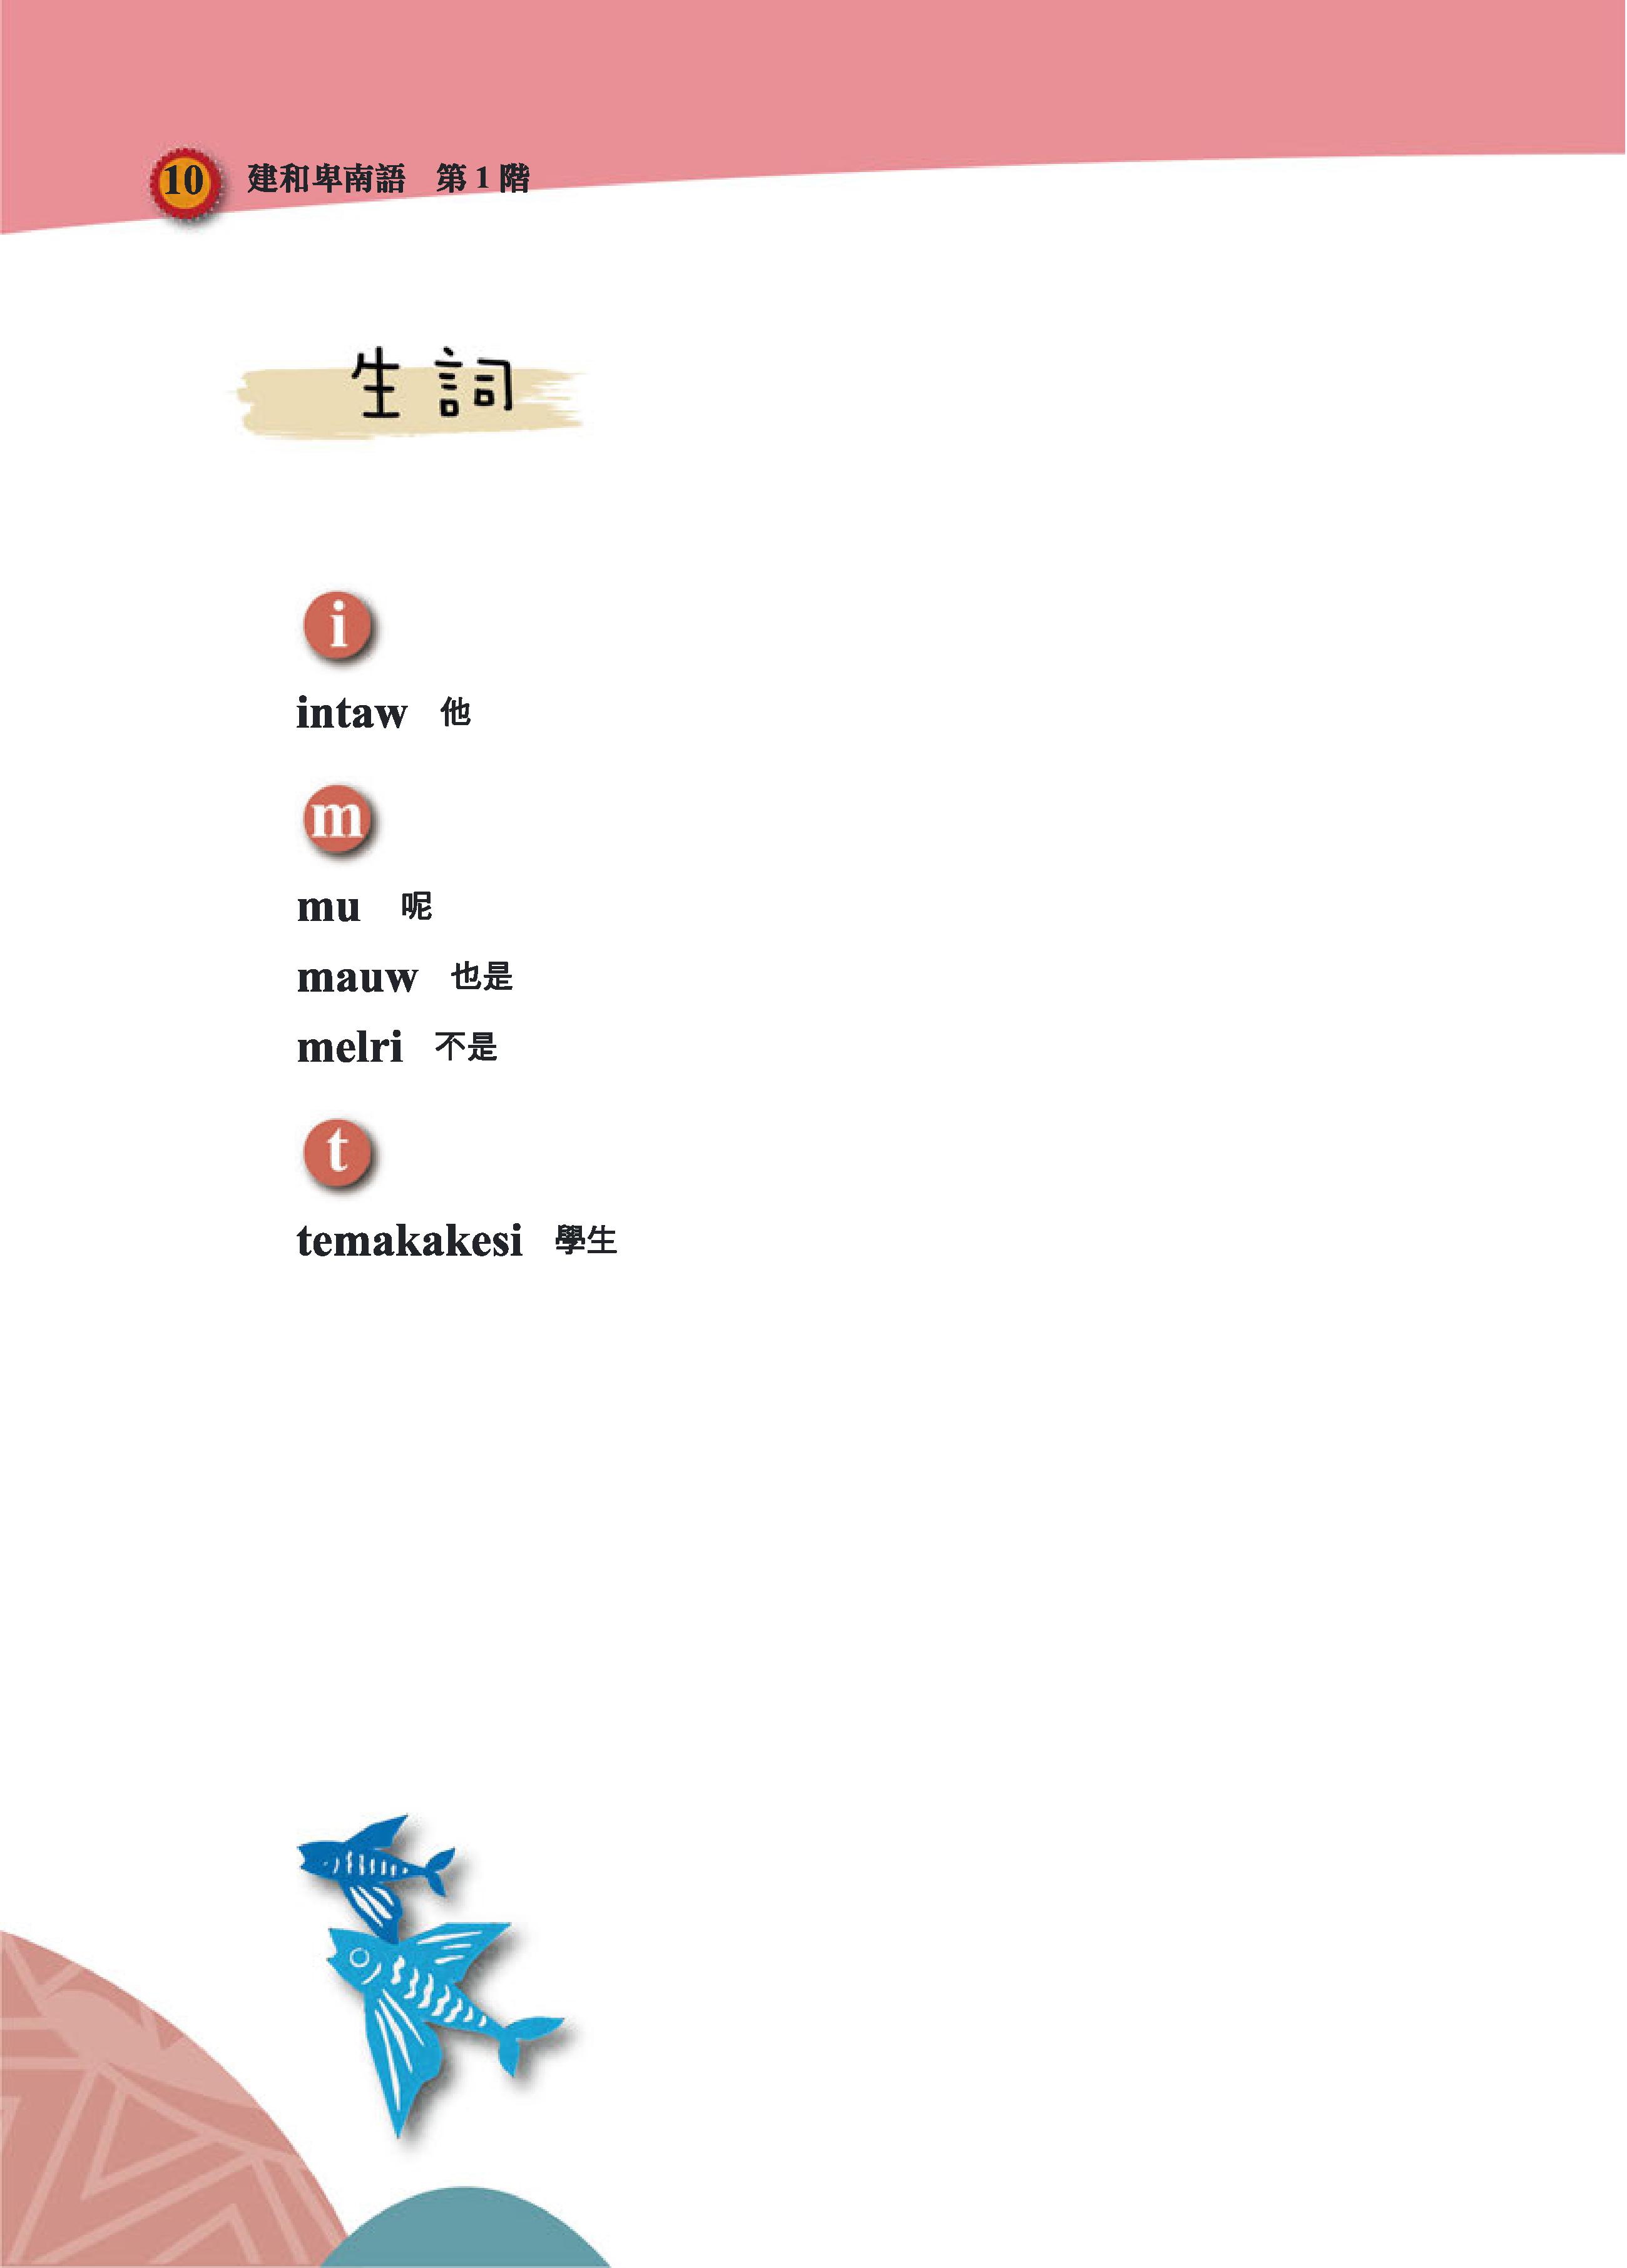 10 建和卑南語 第 1 階
生詞
i
intaw 他
m
mu 呢
mauw 也是
melri 不是
t
temakakesi 學生